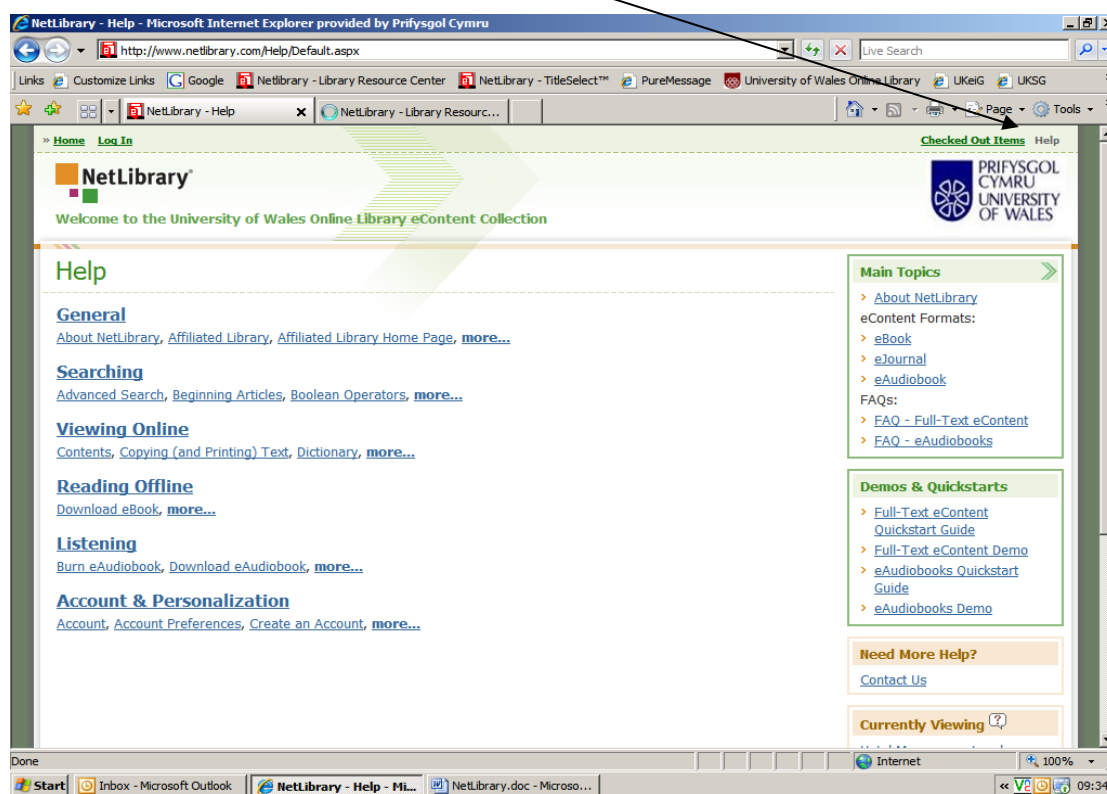 NetLibrary - Help - Microsoft Internet Explorer provided by Prifysgol Cymru
http://www.netlibrary.com/Help/Default.aspx
Live Search
Links Customize Links Google Netlibrary - Library Resource Center NetLibrary - TitleSelect™ PureMessage University of Wales Online Library UKeiG UKSG
NetLibrary - Help NetLibrary - Library Resourc... Page Tools
» Home Log In Checked Out Items Help
NetLibrary
PRIFYSGOL
CYMRU
UNIVERSITY
OF WALES
Welcome to the University of Wales Online Library eContent Collection
Help
General
About NetLibrary, Affiliated Library, Affiliated Library Home Page, more...
Searching
Advanced Search, Beginning Articles, Boolean Operators, more...
Viewing Online
Contents, Copying (and Printing) Text, Dictionary, more...
Reading Offline
Download eBook, more...
Listening
Burn eAudiobook, Download eAudiobook, more...
Account & Personalization
Account, Account Preferences, Create an Account, more...
Main Topics
› About NetLibrary
eContent Formats:
› eBook
› eJournal
› eAudiobook
FAQs:
› FAQ - Full-Text eContent
› FAQ - eAudiobooks
Demos & Quickstarts
› Full-Text eContent
Quickstart Guide
› Full-Text eContent Demo
› eAudiobooks Quickstart
Guide
› eAudiobooks Demo
Need More Help?
Contact Us
Currently Viewing ?
Done Internet 100%
Start Inbox - Microsoft Outlook NetLibrary - Help - Mi... NetLibrary.doc - Microso... « 09:34